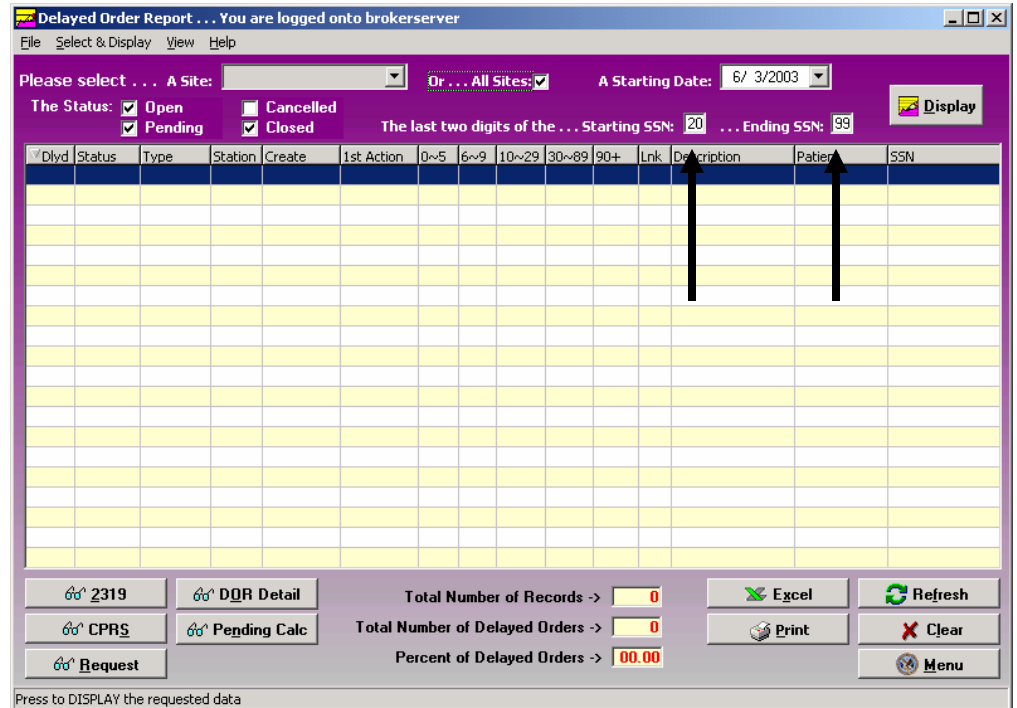 Delayed Order Report . . . You are logged onto brokerserver
File Select & Display View Help
Please select . . . A Site: Or . . . All Sites: A Starting Date: 6/ 3/2003
The Status: Open Cancelled Display
Pending Closed The last two digits of the . . . Starting SSN: 20 . . . Ending SSN: 99
Dlyd Status Type Station Create 1st Action 0~5 6~9 10~29 30~89 90+ Lnk Description Patient SSN
2319 DOR Detail Total Number of Records -> 0 Excel Refresh
CPRS Pending Calc Total Number of Delayed Orders -> 0 Print Clear
Request Percent of Delayed Orders -> 00.00 Menu
Press to DISPLAY the requested data